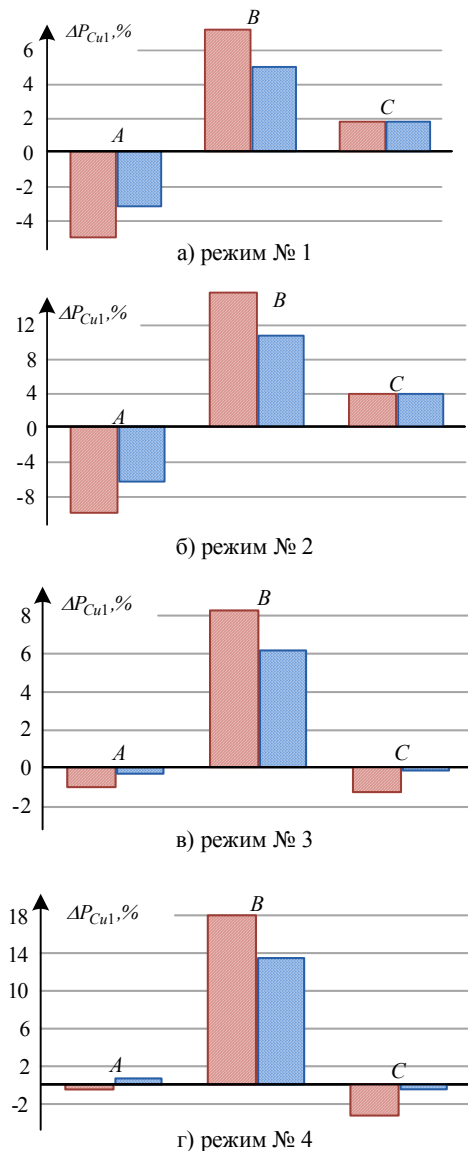 ΔP_Cu1,%
B
6
4
C
2
A
0
-2
-4
а) режим № 1
ΔP_Cu1,%
B
12
8
C
4
A
0
-4
-8
б) режим № 2
ΔP_Cu1,%
B
8
6
4
2
A
C
0
-2
в) режим № 3
ΔP_Cu1,%
B
18
14
10
6
A
C
2
-2
г) режим № 4